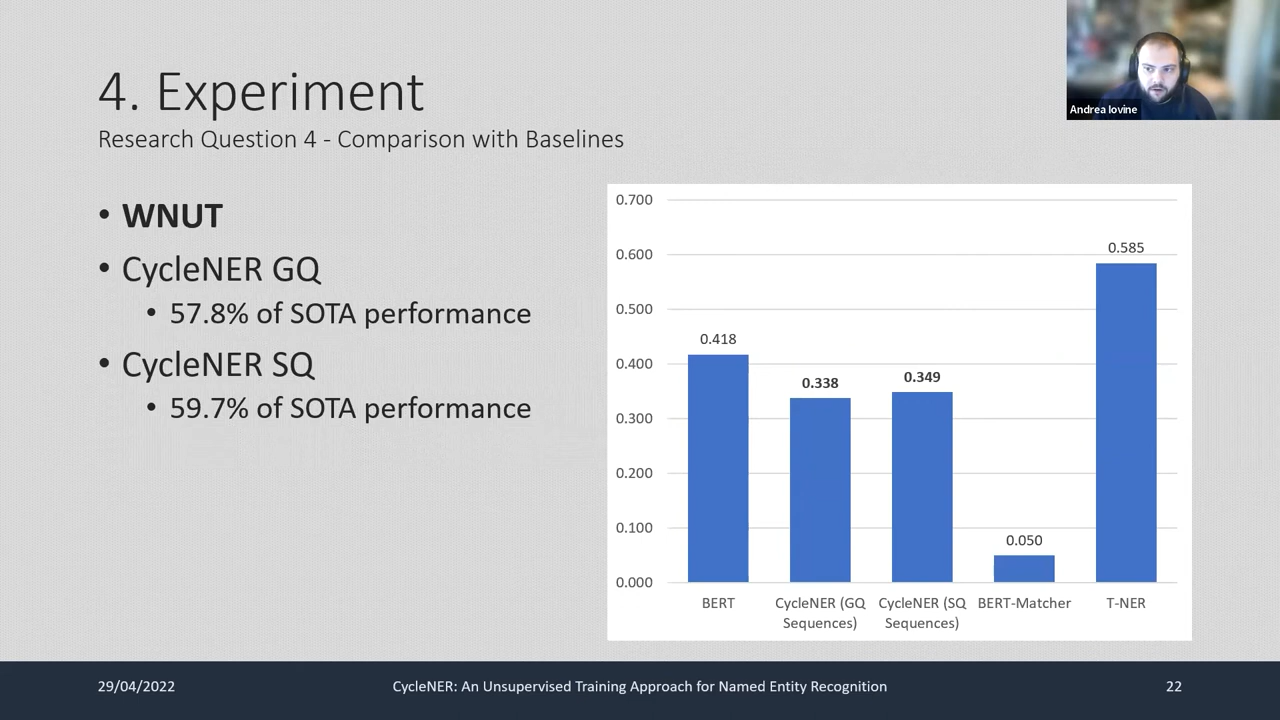 4. Experiment
Research Question 4 - Comparison with Baselines
Andrea Iovine
• WNUT
• CycleNER GQ
• 57.8% of SOTA performance
• CycleNER SQ
• 59.7% of SOTA performance
0.700
0.600
0.500
0.400
0.300
0.200
0.100
0.000
0.418
0.338
0.349
0.050
0.585
BERT
CycleNER (GQ
Sequences)
CycleNER (SQ
Sequences)
BERT-Matcher
T-NER
29/04/2022
CycleNER: An Unsupervised Training Approach for Named Entity Recognition
22